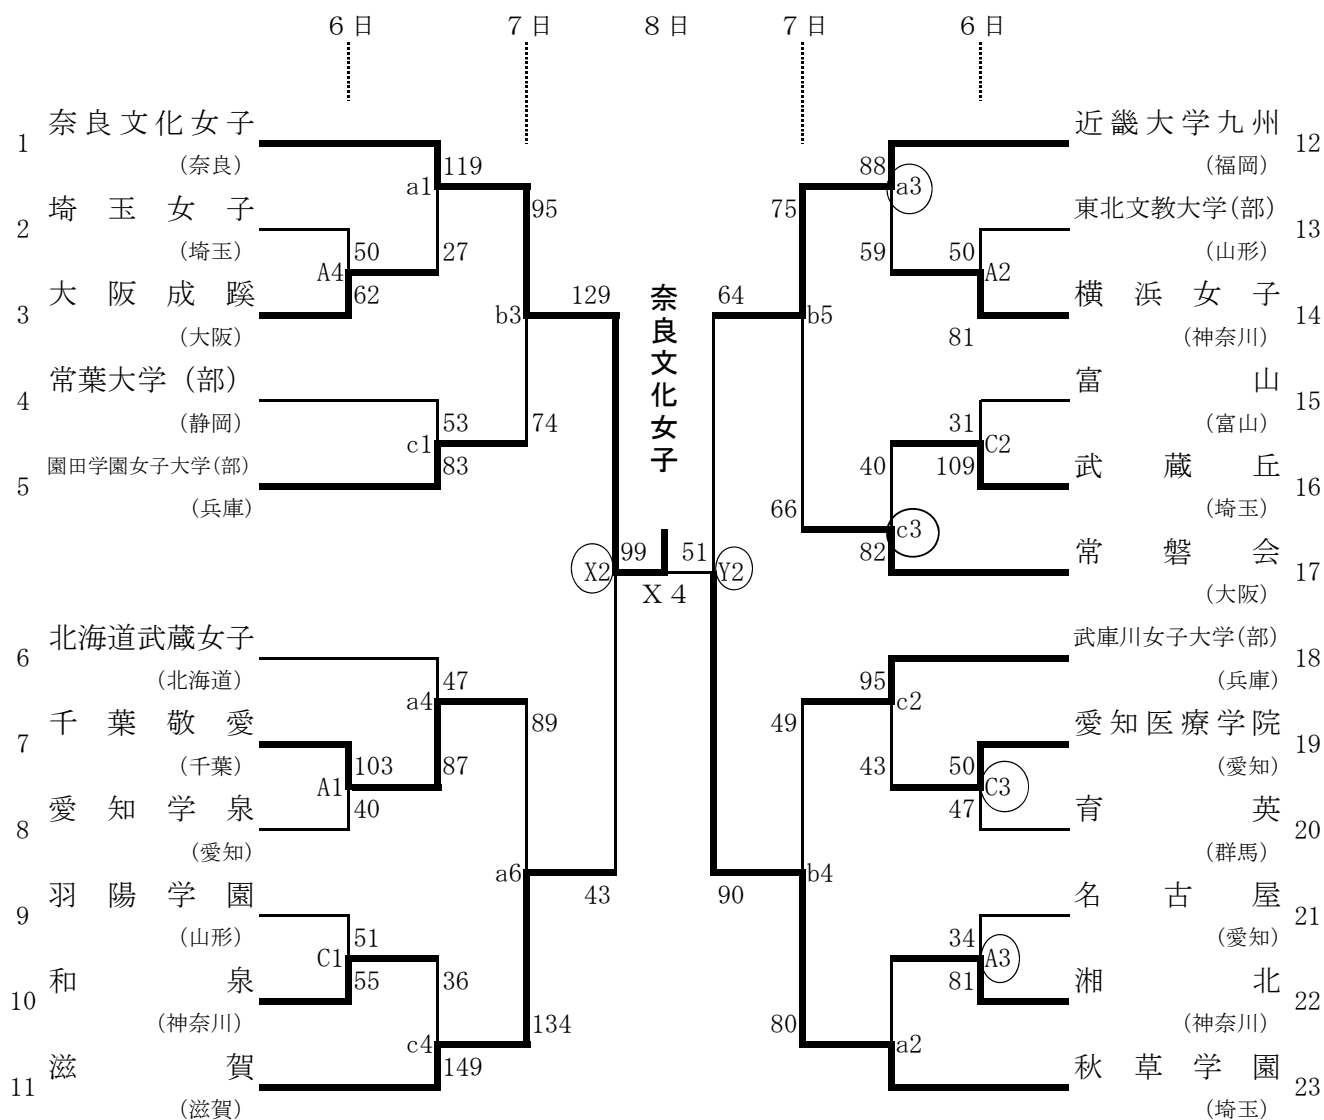 ６日 ７日 ８日 ７日 ６日
1 奈良文化女子 (奈良)
2 埼玉女子 (埼玉)
3 大阪成蹊 (大阪)
4 常葉大学（部） (静岡)
5 園田学園女子大学(部) (兵庫)
6 北海道武蔵女子 (北海道)
7 千葉敬愛 (千葉)
8 愛知学泉 (愛知)
9 羽陽学園 (山形)
10 和泉 (神奈川)
11 滋賀 (滋賀)
a1 119 27
A4 50 62
b3 95 74
c1 53 83
a4 47 87
A1 103 40
a6 89 134
C1 51 55
c4 36 149
X2 129 43
奈良文化女子
99 51
X４
Y2 64 90
b5 75 66
a3 88 59
A2 50 81
C2 31 109
c3 40 82
b4 49 80
c2 95 43
C3 50 47
A3 34 81
a2
近畿大学九州 (福岡) 12
東北文教大学(部) (山形) 13
横浜女子 (神奈川) 14
富山 (富山) 15
武蔵丘 (埼玉) 16
常磐会 (大阪) 17
武庫川女子大学(部) (兵庫) 18
愛知医療学院 (愛知) 19
育英 (群馬) 20
名古屋 (愛知) 21
湘北 (神奈川) 22
秋草学園 (埼玉) 23